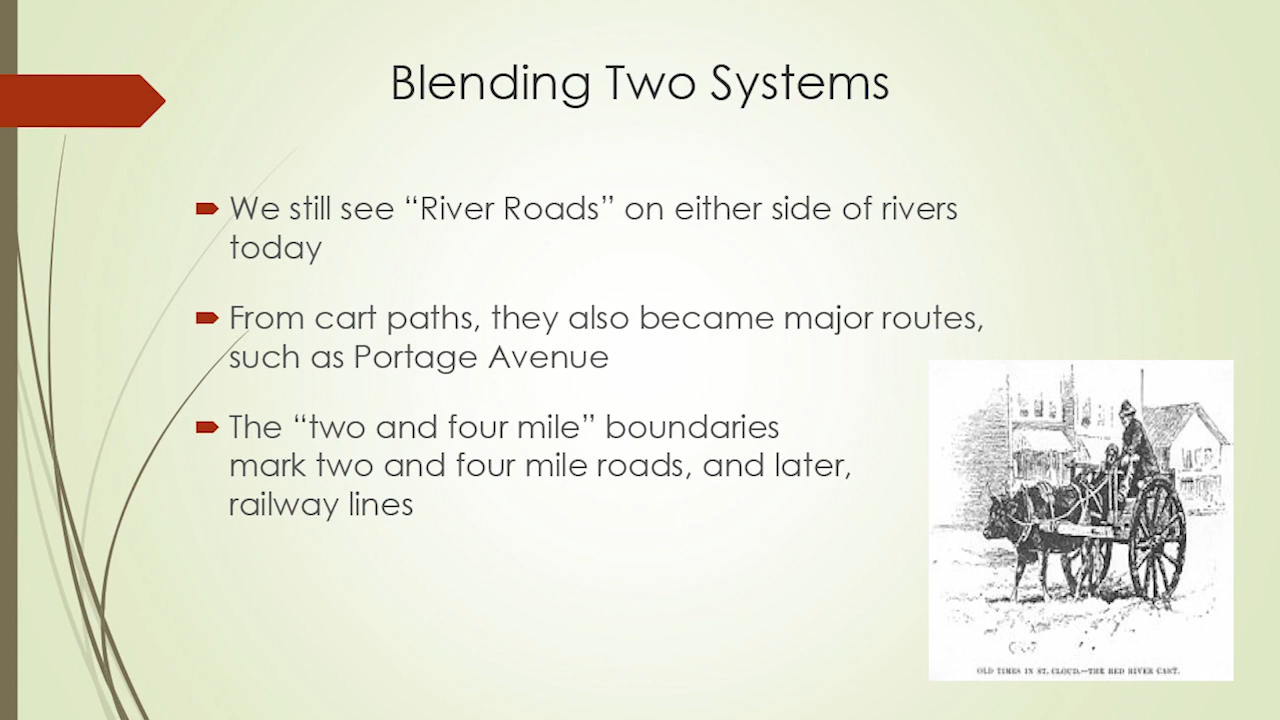 Blending Two Systems
We still see “River Roads” on either side of rivers
today
From cart paths, they also became major routes,
such as Portage Avenue
The “two and four mile” boundaries
mark two and four mile roads, and later,
railway lines
OLD TIMES IN ST. CLOUD.—THE RED RIVER CART.